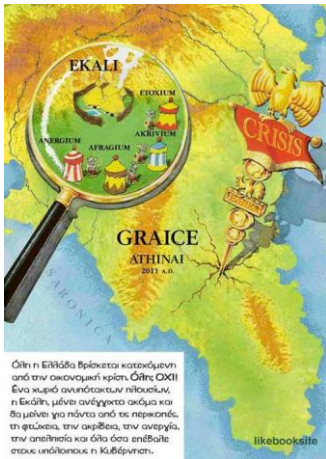 EKALI
FTOXIUM
ANERGIUM
AFRAGIUM
AKRIVIUM
CRISIS
GRAICE
ATHINAI
2011 A.D.
SARONICA
Όλη η Ελλάδα βρίσκεται κατεχόμενη
από την οικονομική κρίση. Όλη; ΟΧΙ!
Ένα χωριό ανυπότακτων πλουσίων,
η Εκάλη, μένει ανέγγιχτο ακόμα και
θα μείνει για πάντα από τις περικοπές,
τη φτώχεια, την ακρίβεια, την ανεργία,
την απελπισία και όλα όσα επέβαλε
στους υπόλοιπους η Κυβέρνηση.
likebooksite